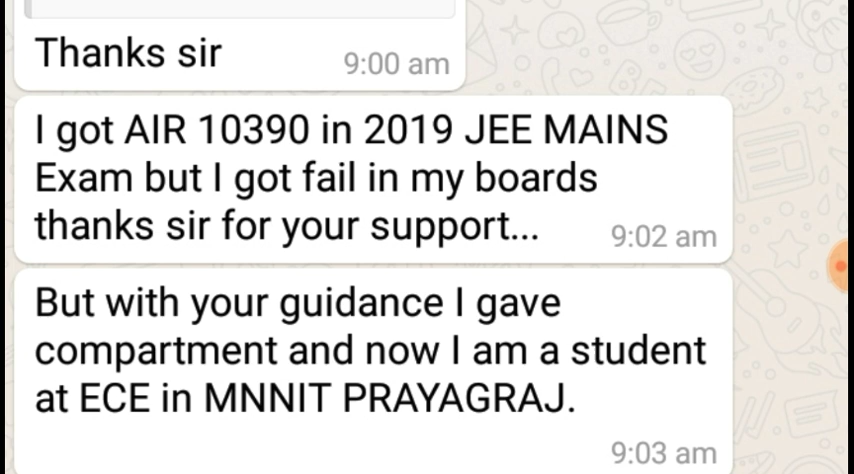 Thanks sir
9:00 am
I got AIR 10390 in 2019 JEE MAINS
Exam but I got fail in my boards
thanks sir for your support...
9:02 am
But with your guidance I gave
compartment and now I am a student
at ECE in MNNIT PRAYAGRAJ.
9:03 am